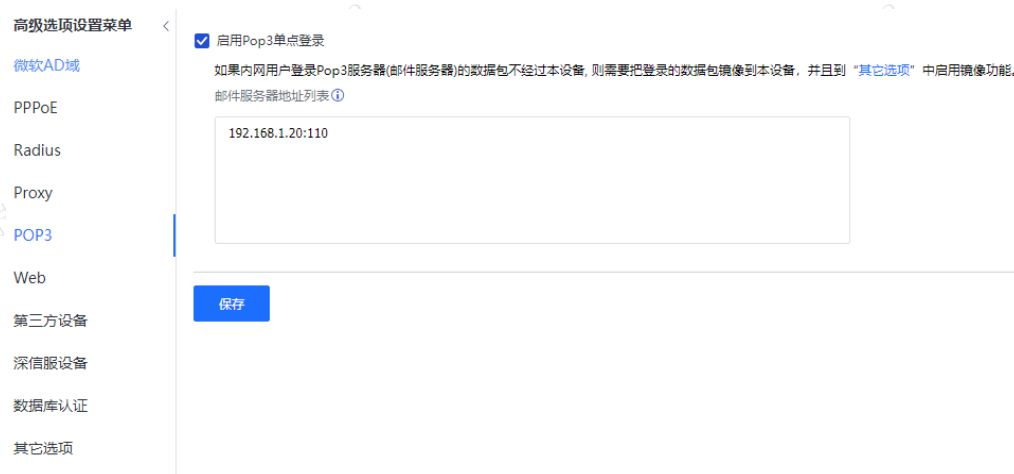 高级选项设置菜单
微软AD域
PPPoE
Radius
Proxy
POP3
Web
第三方设备
深信服设备
数据库认证
其它选项
启用Pop3单点登录
如果内网用户登录Pop3服务器(邮件服务器)的数据包不经过本设备, 则需要把登录的数据包镜像到本设备，并且到“其它选项”中启用镜像功能。
邮件服务器地址列表
192.168.1.20:110
保存